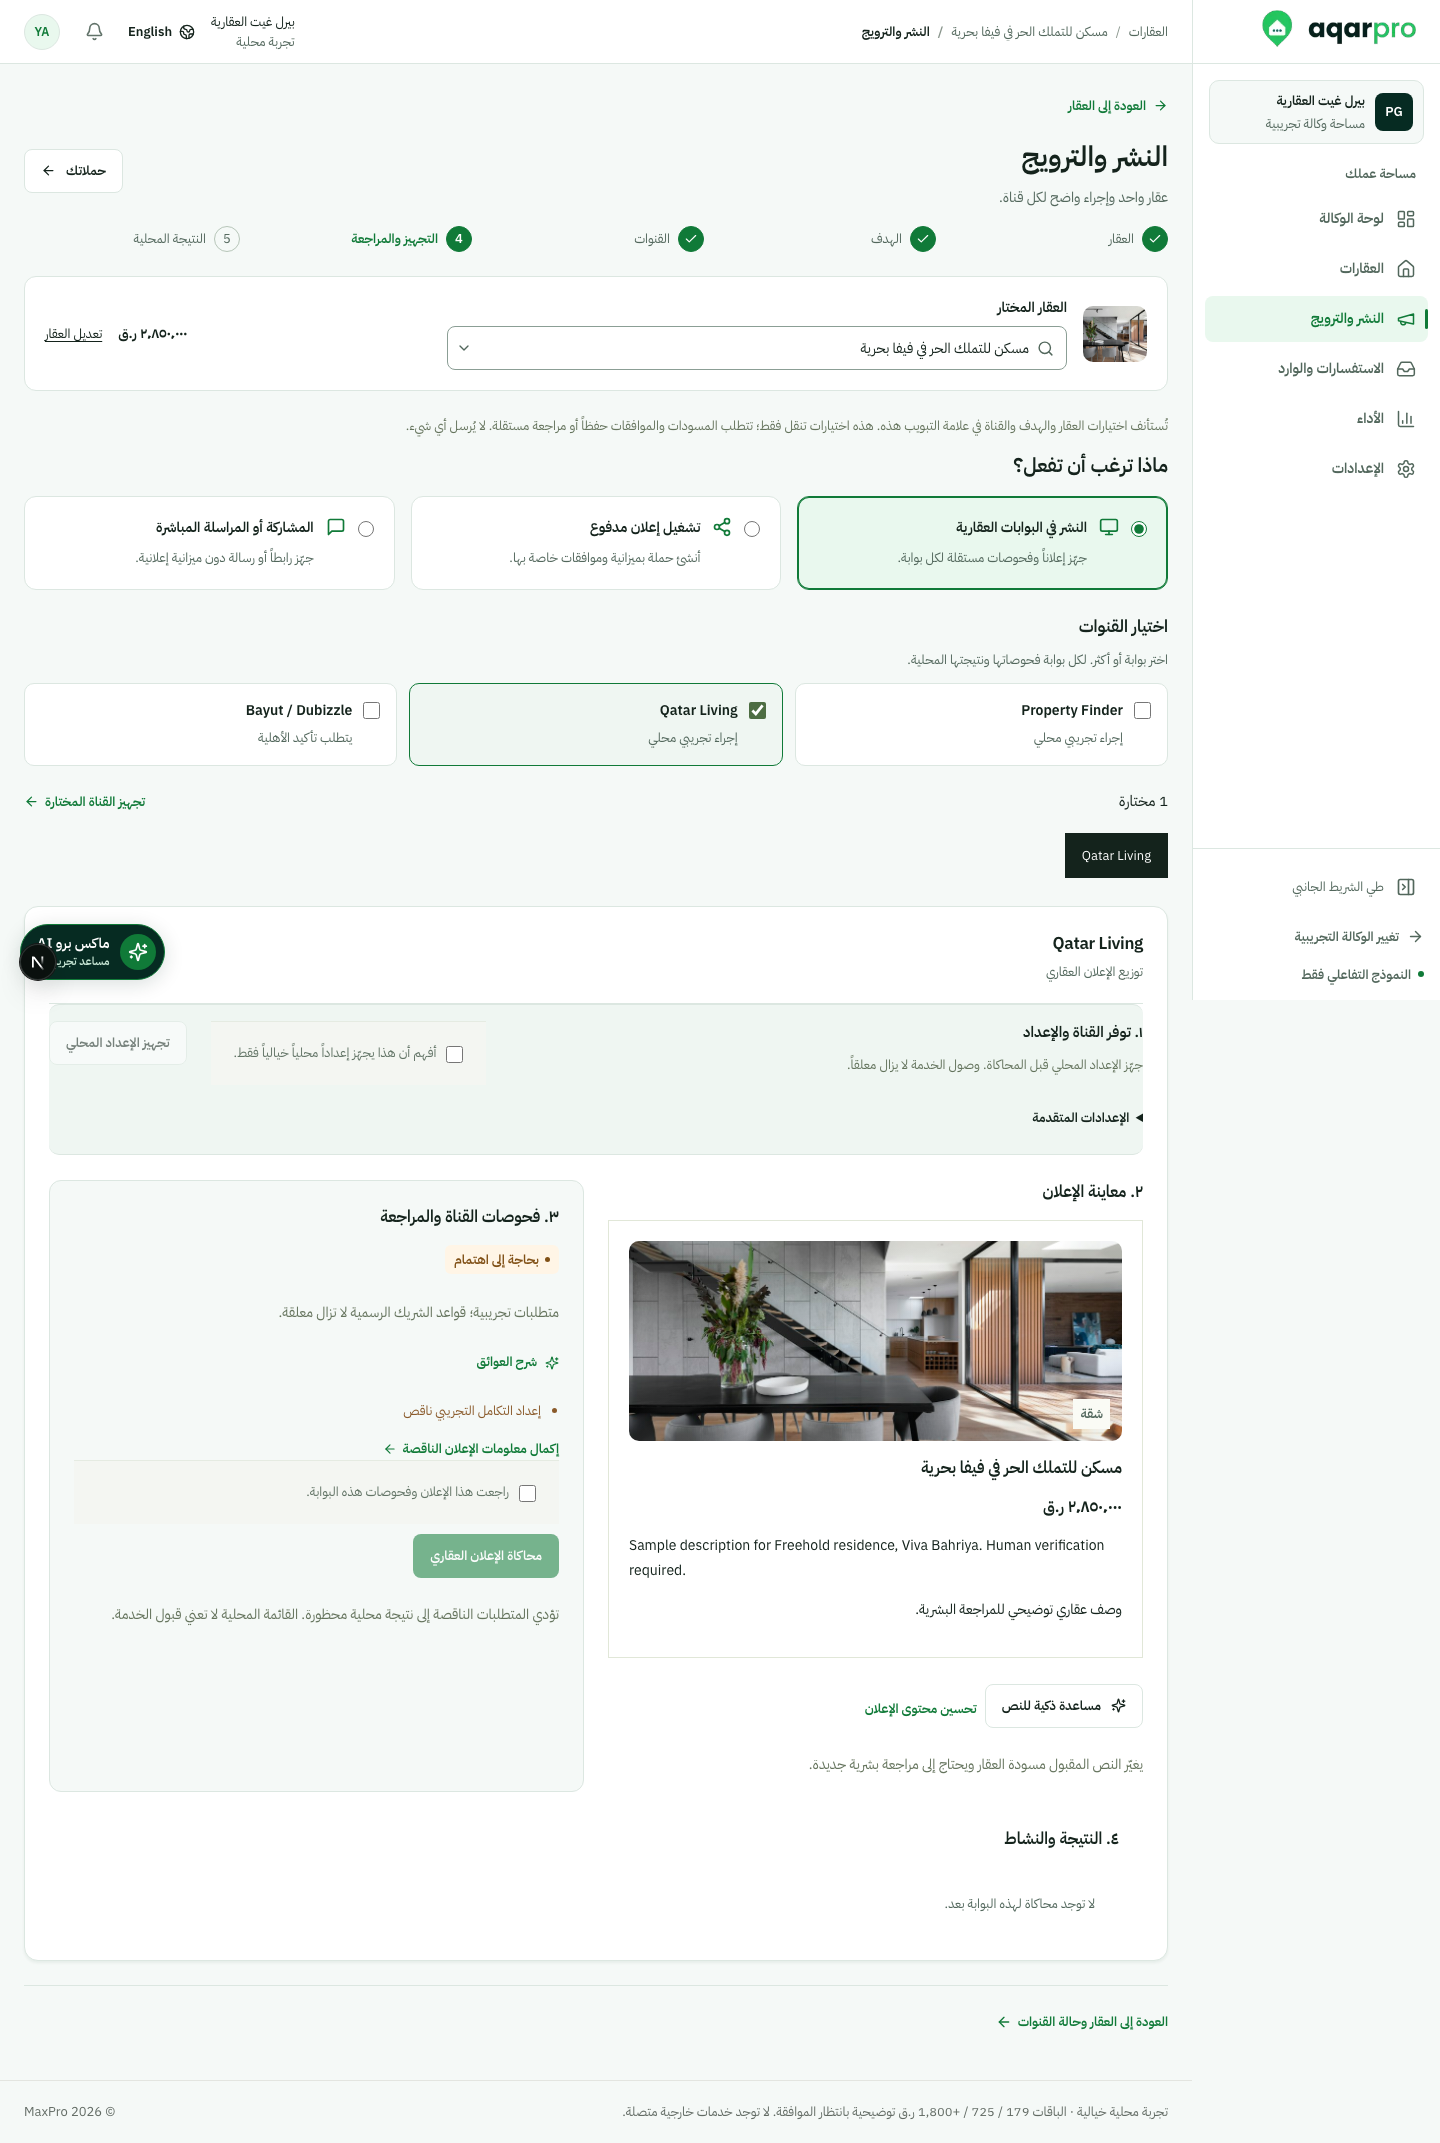 aqarpro
PG
بيرل غيت العقارية
مساحة وكالة تجريبية
مساحة عملك
لوحة الوكالة
العقارات
النشر والترويج
الاستفسارات والوارد
الأداء
الإعدادات
طي الشريط الجانبي
تغيير الوكالة التجريبية
النموذج التفاعلي فقط
العقارات / مسكن للتملك الحر في فيفا بحرية / النشر والترويج
بيرل غيت العقارية
تجربة محلية
English
YA
العودة إلى العقار
النشر والترويج
عقار واحد وإجراء واضح لكل قناة.
حملاتك
العقار
الهدف
القنوات
4 التجهيز والمراجعة
5 النتيجة المحلية
العقار المختار
مسكن للتملك الحر في فيفا بحرية
٢٬٨٥٠٬٠٠٠ ر.ق
تعديل العقار
تُستأنف اختيارات العقار والهدف والقناة في علامة التبويب هذه. هذه اختيارات تنقل فقط؛ تتطلب المسودات والموافقات حفظاً أو مراجعة مستقلة. لا يُرسل أي شيء.
ماذا ترغب أن تفعل؟
النشر في البوابات العقارية
جهّز إعلاناً وفحوصات مستقلة لكل بوابة.
تشغيل إعلان مدفوع
أنشئ حملة بميزانية وموافقات خاصة بها.
المشاركة أو المراسلة المباشرة
جهّز رابطاً أو رسالة دون ميزانية إعلانية.
اختيار القنوات
اختر بوابة أو أكثر. لكل بوابة فحوصاتها ونتيجتها المحلية.
Property Finder
إجراء تجريبي محلي
Qatar Living
إجراء تجريبي محلي
Bayut / Dubizzle
يتطلب تأكيد الأهلية
1 مختارة
تجهيز القناة المختارة
Qatar Living
ماكس برو AI
مساعد تجري
N
Qatar Living
توزيع الإعلان العقاري
١. توفر القناة والإعداد
جهّز الإعداد المحلي قبل المحاكاة. وصول الخدمة لا يزال معلقاً.
أفهم أن هذا يجهّز إعداداً محلياً خيالياً فقط.
تجهيز الإعداد المحلي
الإعدادات المتقدمة
٢. معاينة الإعلان
شقة
مسكن للتملك الحر في فيفا بحرية
٢٬٨٥٠٬٠٠٠ ر.ق
Sample description for Freehold residence, Viva Bahriya. Human verification
required.
وصف عقاري توضيحي للمراجعة البشرية.
مساعدة ذكية للنص
تحسين محتوى الإعلان
يغيّر النص المقبول مسودة العقار ويحتاج إلى مراجعة بشرية جديدة.
٣. فحوصات القناة والمراجعة
بحاجة إلى اهتمام
متطلبات تجريبية؛ قواعد الشريك الرسمية لا تزال معلقة.
شرح العوائق
إعداد التكامل التجريبي ناقص
إكمال معلومات الإعلان الناقصة
راجعت هذا الإعلان وفحوصات هذه البوابة.
محاكاة الإعلان العقاري
تؤدي المتطلبات الناقصة إلى نتيجة محلية محظورة. القائمة المحلية لا تعني قبول الخدمة.
٤. النتيجة والنشاط
لا توجد محاكاة لهذه البوابة بعد.
العودة إلى العقار وحالة القنوات
تجربة محلية خيالية · الباقات 179 / 725 / +1,800 ر.ق توضيحية بانتظار الموافقة. لا توجد خدمات خارجية متصلة.
© 2026 MaxPro